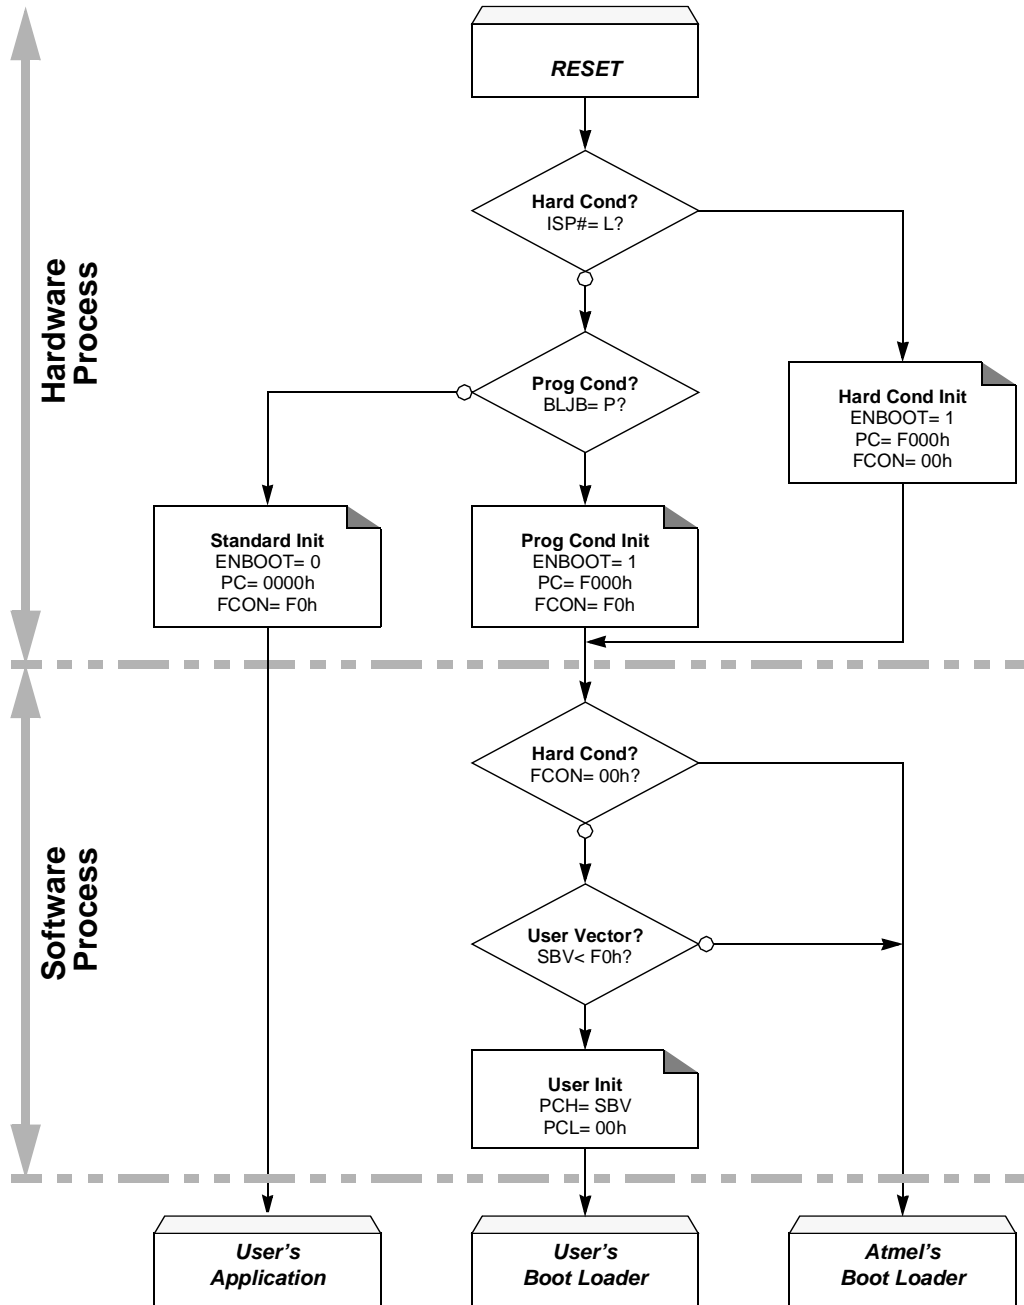 RESET
Hard Cond?
ISP#= L?
Hardware
Process
Prog Cond?
BLJB= P?
Hard Cond Init
ENBOOT= 1
PC= F000h
FCON= 00h
Standard Init
ENBOOT= 0
PC= 0000h
FCON= F0h
Prog Cond Init
ENBOOT= 1
PC= F000h
FCON= F0h
Hard Cond?
FCON= 00h?
Software
Process
User Vector?
SBV< F0h?
User Init
PCH= SBV
PCL= 00h
User's
Application
User's
Boot Loader
Atmel's
Boot Loader